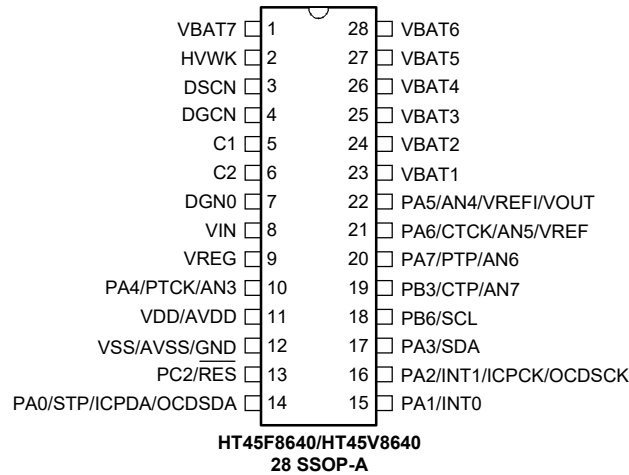 VBAT7 1 28 VBAT6
HVWK 2 27 VBAT5
DSCN 3 26 VBAT4
DGCN 4 25 VBAT3
C1 5 24 VBAT2
C2 6 23 VBAT1
DGN0 7 22 PA5/AN4/VREFI/VOUT
VIN 8 21 PA6/CTCK/AN5/VREF
VREG 9 20 PA7/PTP/AN6
PA4/PTCK/AN3 10 19 PB3/CTP/AN7
VDD/AVDD 11 18 PB6/SCL
VSS/AVSS/GND 12 17 PA3/SDA
PC2/RES 13 16 PA2/INT1/ICPCK/OCDSCK
PA0/STP/ICPDA/OCDSDA 14 15 PA1/INT0
HT45F8640/HT45V8640
28 SSOP-A